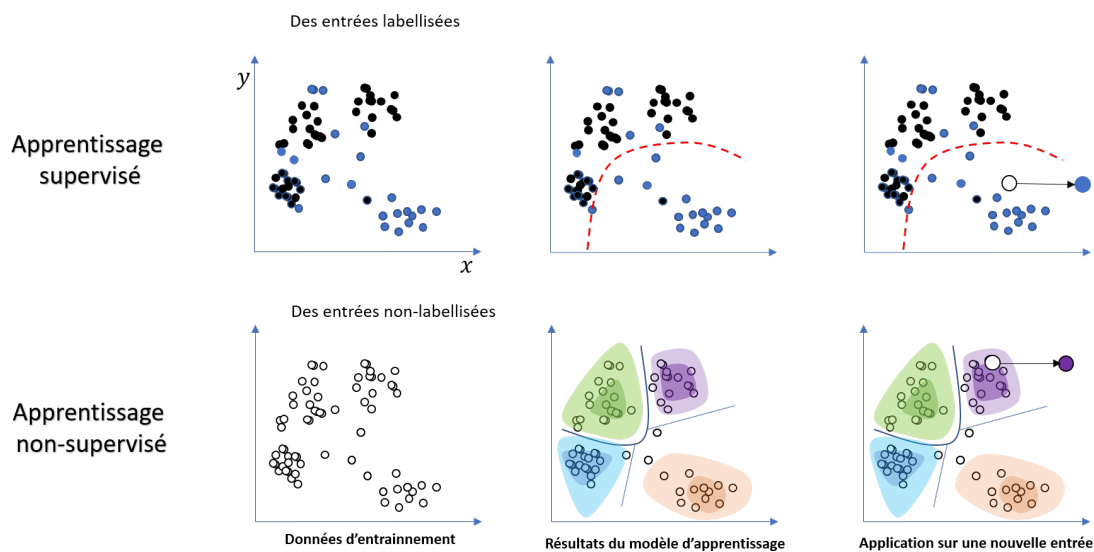 Des entrées labellisées
y
Apprentissage
supervisé
x
Des entrées non-labellisées
Apprentissage
non-supervisé
Données d'entrainnement
Résultats du modèle d'apprentissage
Application sur une nouvelle entrée